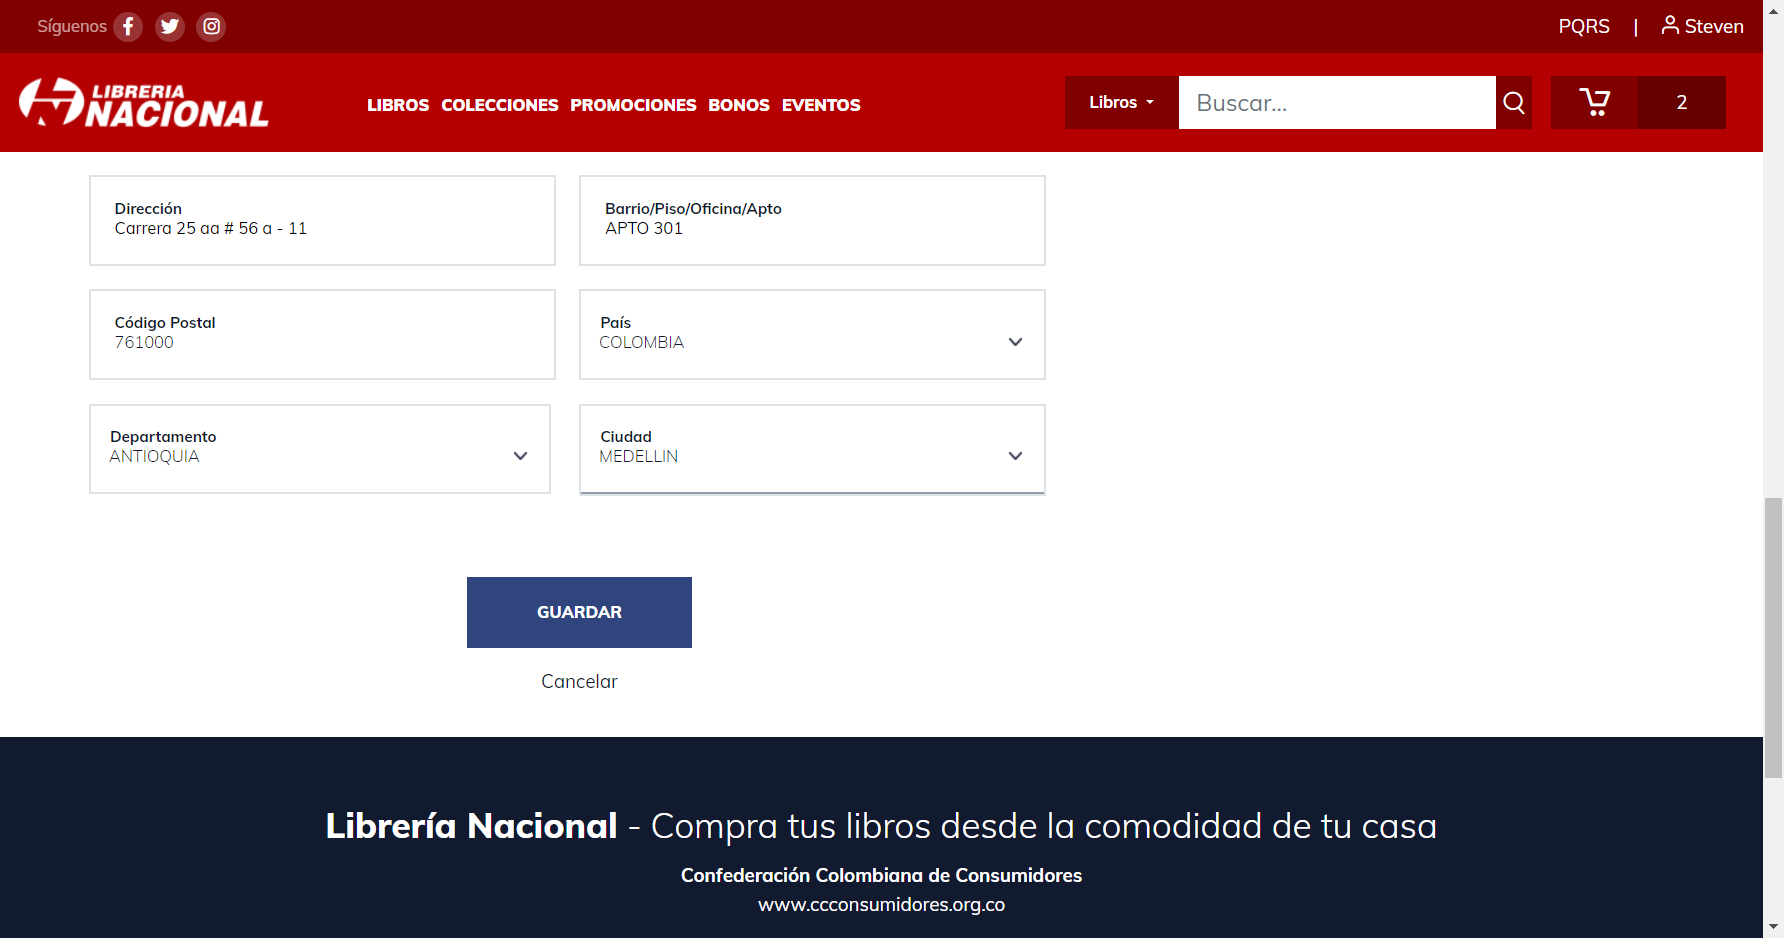 Síguenos
PQRS | Steven
LIBRERIA
NACIONAL
LIBROS COLECCIONES PROMOCIONES BONOS EVENTOS
Libros
Buscar...
2
Dirección
Carrera 25 aa # 56 a - 11
Barrio/Piso/Oficina/Apto
APTO 301
Código Postal
761000
País
COLOMBIA
Departamento
ANTIOQUIA
Ciudad
MEDELLIN
GUARDAR
Cancelar
Librería Nacional - Compra tus libros desde la comodidad de tu casa
Confederación Colombiana de Consumidores
www.ccconsumidores.org.co